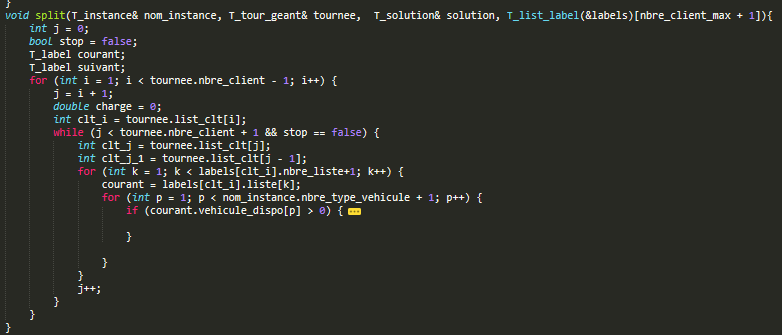 }
void split(T_instance& nom_instance, T_tour_geant& tournee,  T_solution& solution, T_list_label(&labels)[nbre_client_max + 1]){
    int j = 0;
    bool stop = false;
    T_label courant;
    T_label suivant;
    for (int i = 1; i < tournee.nbre_client - 1; i++) {
        j = i + 1;
        double charge = 0;
        int clt_i = tournee.list_clt[i];
        while (j < tournee.nbre_client + 1 && stop == false) {
            int clt_j = tournee.list_clt[j];
            int clt_j_1 = tournee.list_clt[j - 1];
            for (int k = 1; k < labels[clt_i].nbre_liste+1; k++) {
                courant = labels[clt_i].liste[k];
                for (int p = 1; p < nom_instance.nbre_type_vehicule + 1; p++) {
                    if (courant.vehicule_dispo[p] > 0) { ...
                    }
                }
            }
            j++;
        }
    }
}